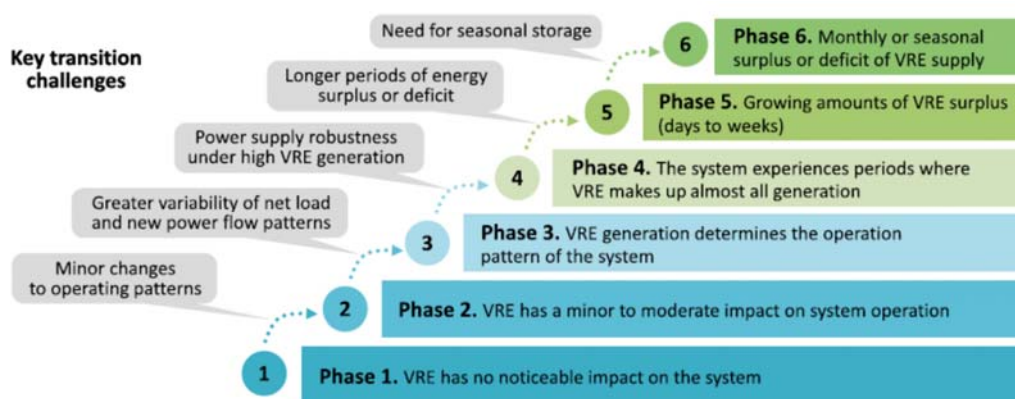 Key transition
challenges
Need for seasonal storage
6
Phase 6. Monthly or seasonal
surplus or deficit of VRE supply
Longer periods of energy
surplus or deficit
5
Phase 5. Growing amounts of VRE surplus
(days to weeks)
Power supply robustness
under high VRE generation
4
Phase 4. The system experiences periods where
VRE makes up almost all generation
Greater variability of net load
and new power flow patterns
3
Phase 3. VRE generation determines the operation
pattern of the system
Minor changes
to operating patterns
2
Phase 2. VRE has a minor to moderate impact on system operation
1
Phase 1. VRE has no noticeable impact on the system